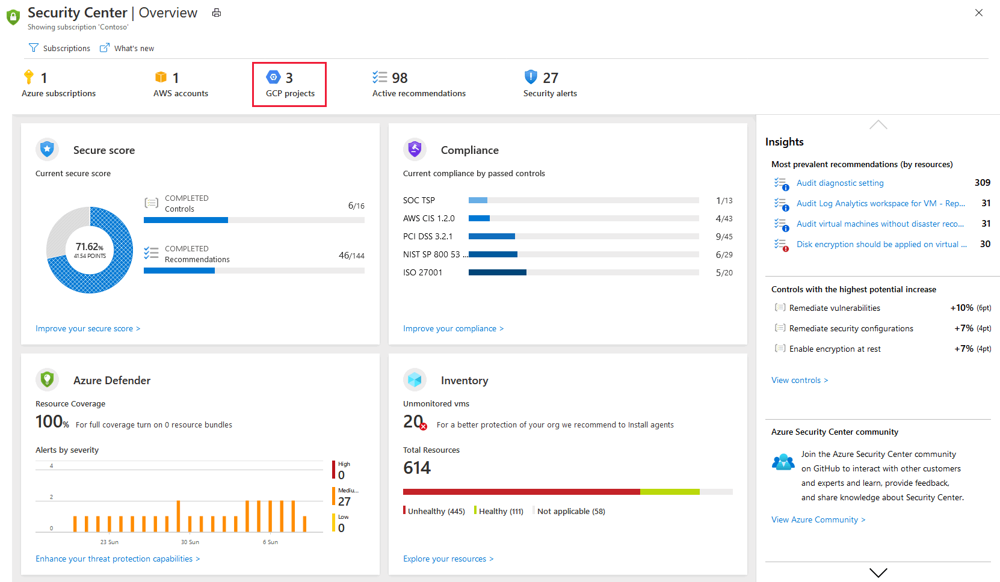 Security Center | Overview
Showing subscription 'Contoso'
Subscriptions
What's new
1
Azure subscriptions
1
AWS accounts
3
GCP projects
98
Active recommendations
27
Security alerts
Secure score
Current secure score
71.62%
41.54 POINTS
COMPLETED
Controls
6/16
COMPLETED
Recommendations
46/144
Improve your secure score >
Compliance
Current compliance by passed controls
SOC TSP 1/13
AWS CIS 1.2.0 4/43
PCI DSS 3.2.1 9/45
NIST SP 800 53 ... 6/29
ISO 27001 5/20
Improve your compliance >
Azure Defender
Resource Coverage
100% For full coverage turn on 0 resource bundles
Alerts by severity
4
2
0
23 Sun 30 Sun 6 Sun
High
0
Mediu...
27
Low
0
Enhance your threat protection capabilities >
Inventory
Unmonitored vms
20 For a better protection of your org we recommend to Install agents
Total Resources
614
Unhealthy (445) Healthy (111) Not applicable (58)
Explore your resources >
Insights
Most prevalent recommendations (by resources)
Audit diagnostic setting 309
Audit Log Analytics workspace for VM - Rep... 31
Audit virtual machines without disaster reco... 31
Disk encryption should be applied on virtual ... 30
Controls with the highest potential increase
Remediate vulnerabilities +10% (6pt)
Remediate security configurations +7% (4pt)
Enable encryption at rest +7% (4pt)
View controls >
Azure Security Center community
Join the Azure Security Center community
on GitHub to interact with other customers
and experts and learn, provide feedback,
and share knowledge about Security Center.
View Azure Community >